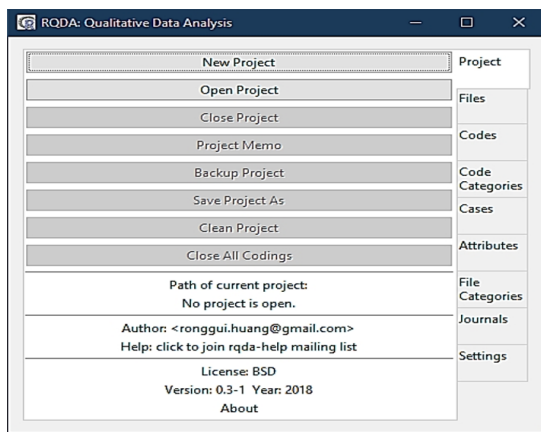 RQDA: Qualitative Data Analysis
New Project
Open Project
Close Project
Project Memo
Backup Project
Save Project As
Clean Project
Close All Codings
Path of current project:
No project is open.
Author: <ronggui.huang@gmail.com>
Help: click to join rqda-help mailing list
License: BSD
Version: 0.3-1 Year: 2018
About
Project
Files
Codes
Code
Categories
Cases
Attributes
File
Categories
Journals
Settings